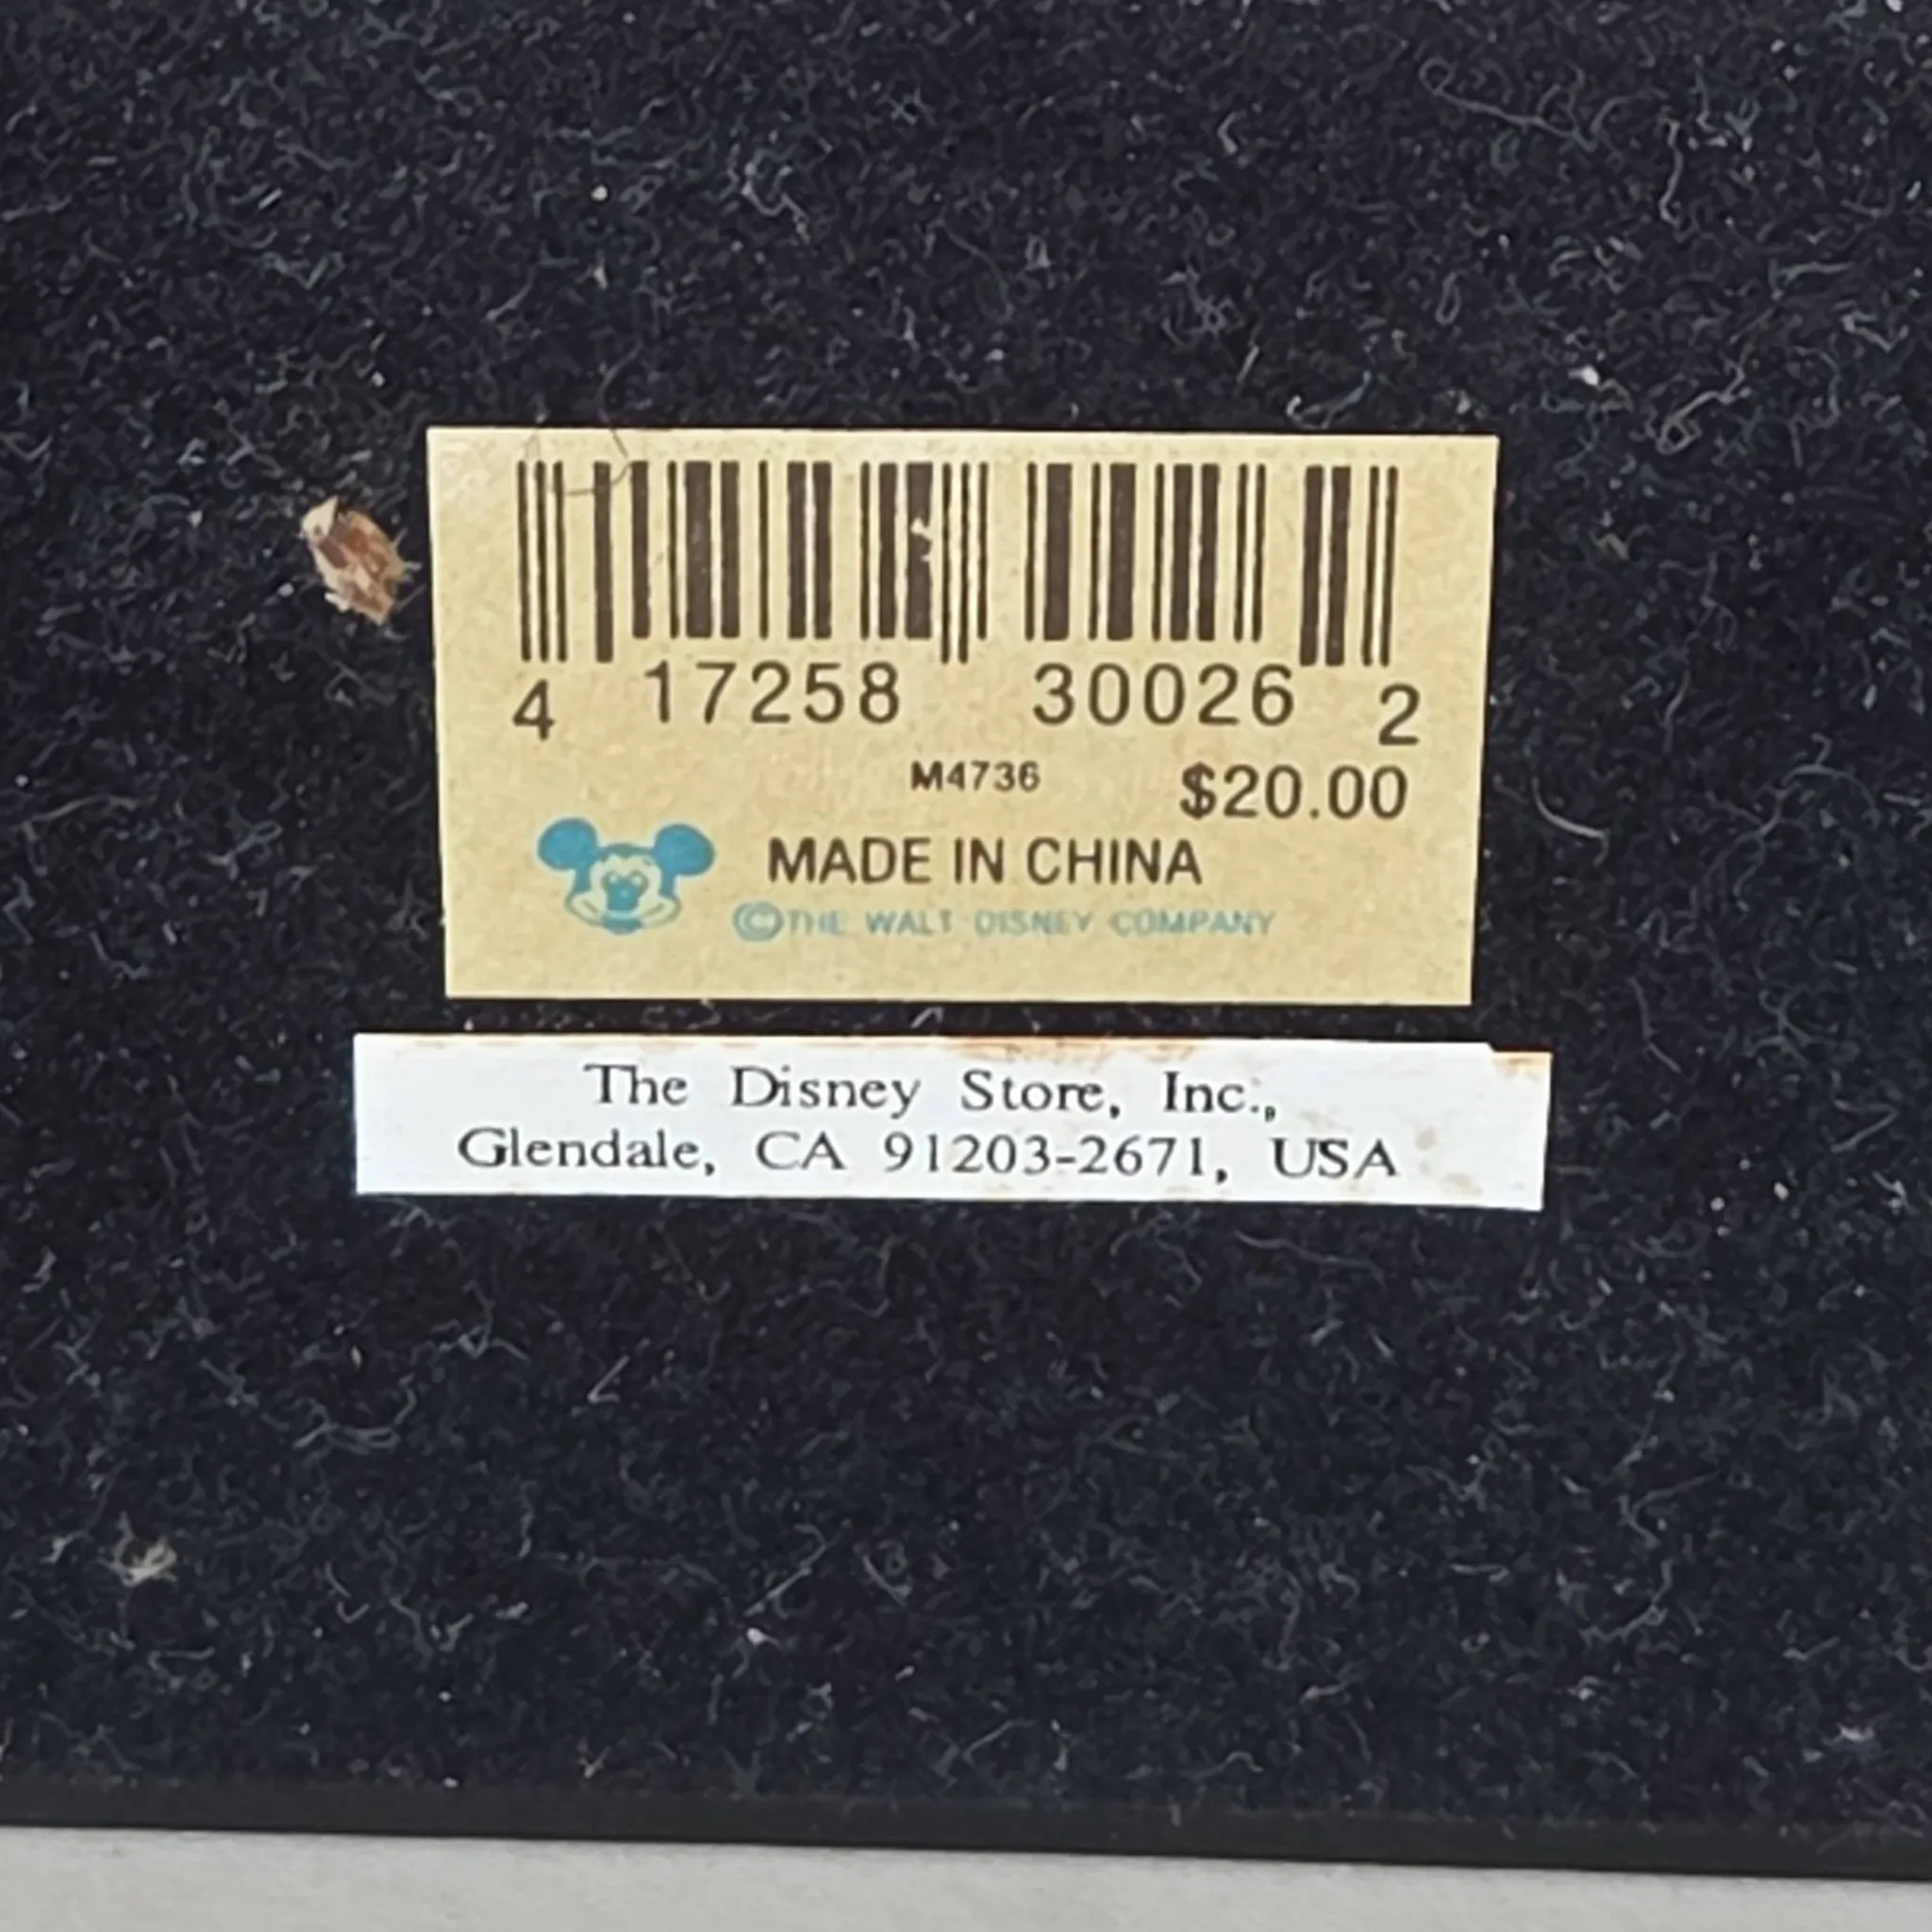 4 17258 30026 2
M4736 $20.00
MADE IN CHINA
©THE WALT DISNEY COMPANY
The Disney Store, Inc.,
Glendale, CA 91203-2671, USA